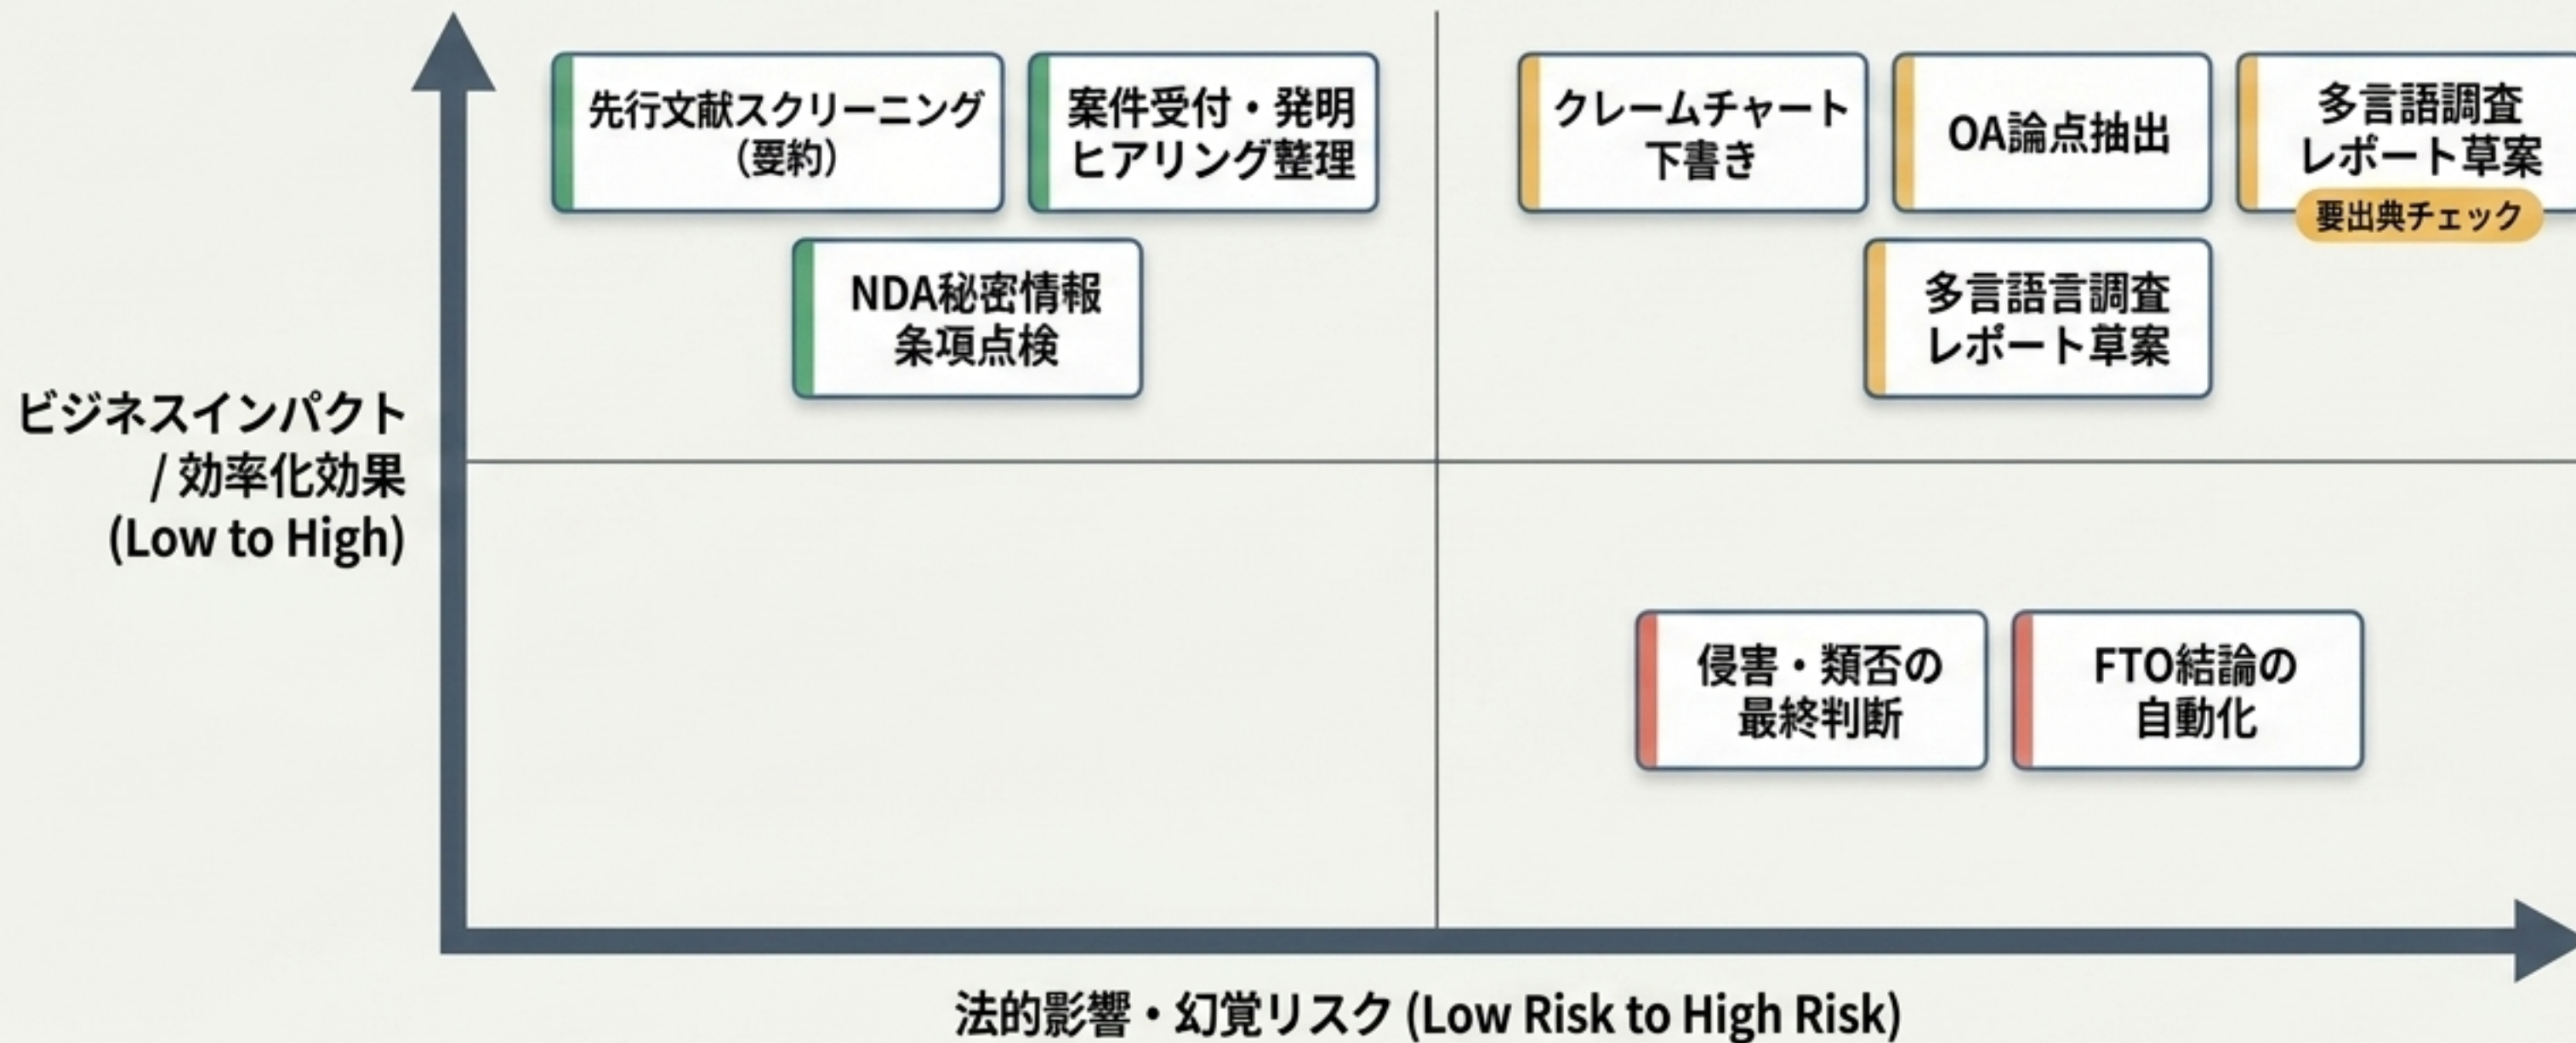 先行文献スクリーニング
（要約）
案件受付・発明
ヒアリング整理
クレームチャート
下書き
OA論点抽出
多言語調査
レポート草案
要出典チェック
NDA秘密情報
条項点検
多言語言調査
レポート草案
ビジネスインパクト
/ 効率化効果
(Low to High)
侵害・類否の
最終判断
FTO結論の
自動化
法的影響・幻覚リスク (Low Risk to High Risk)